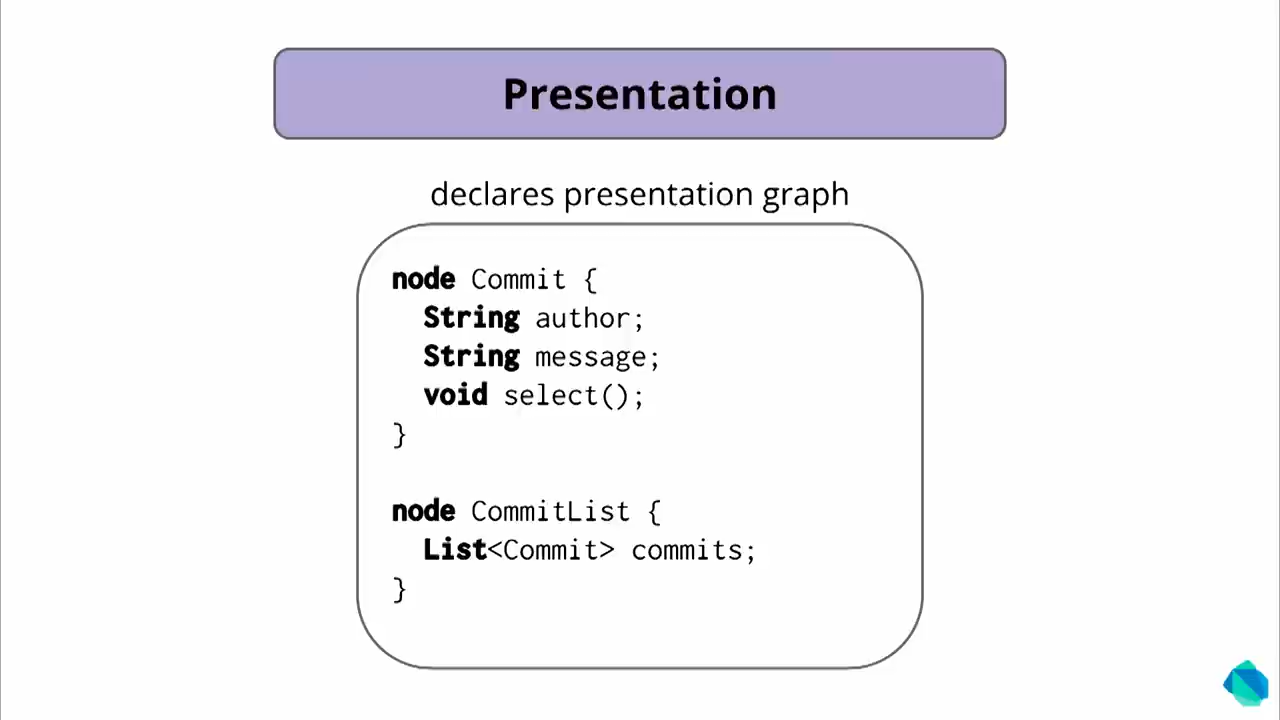 Presentation
declares presentation graph
node Commit {
  String author;
  String message;
  void select();
}
node CommitList {
  List<Commit> commits;
}